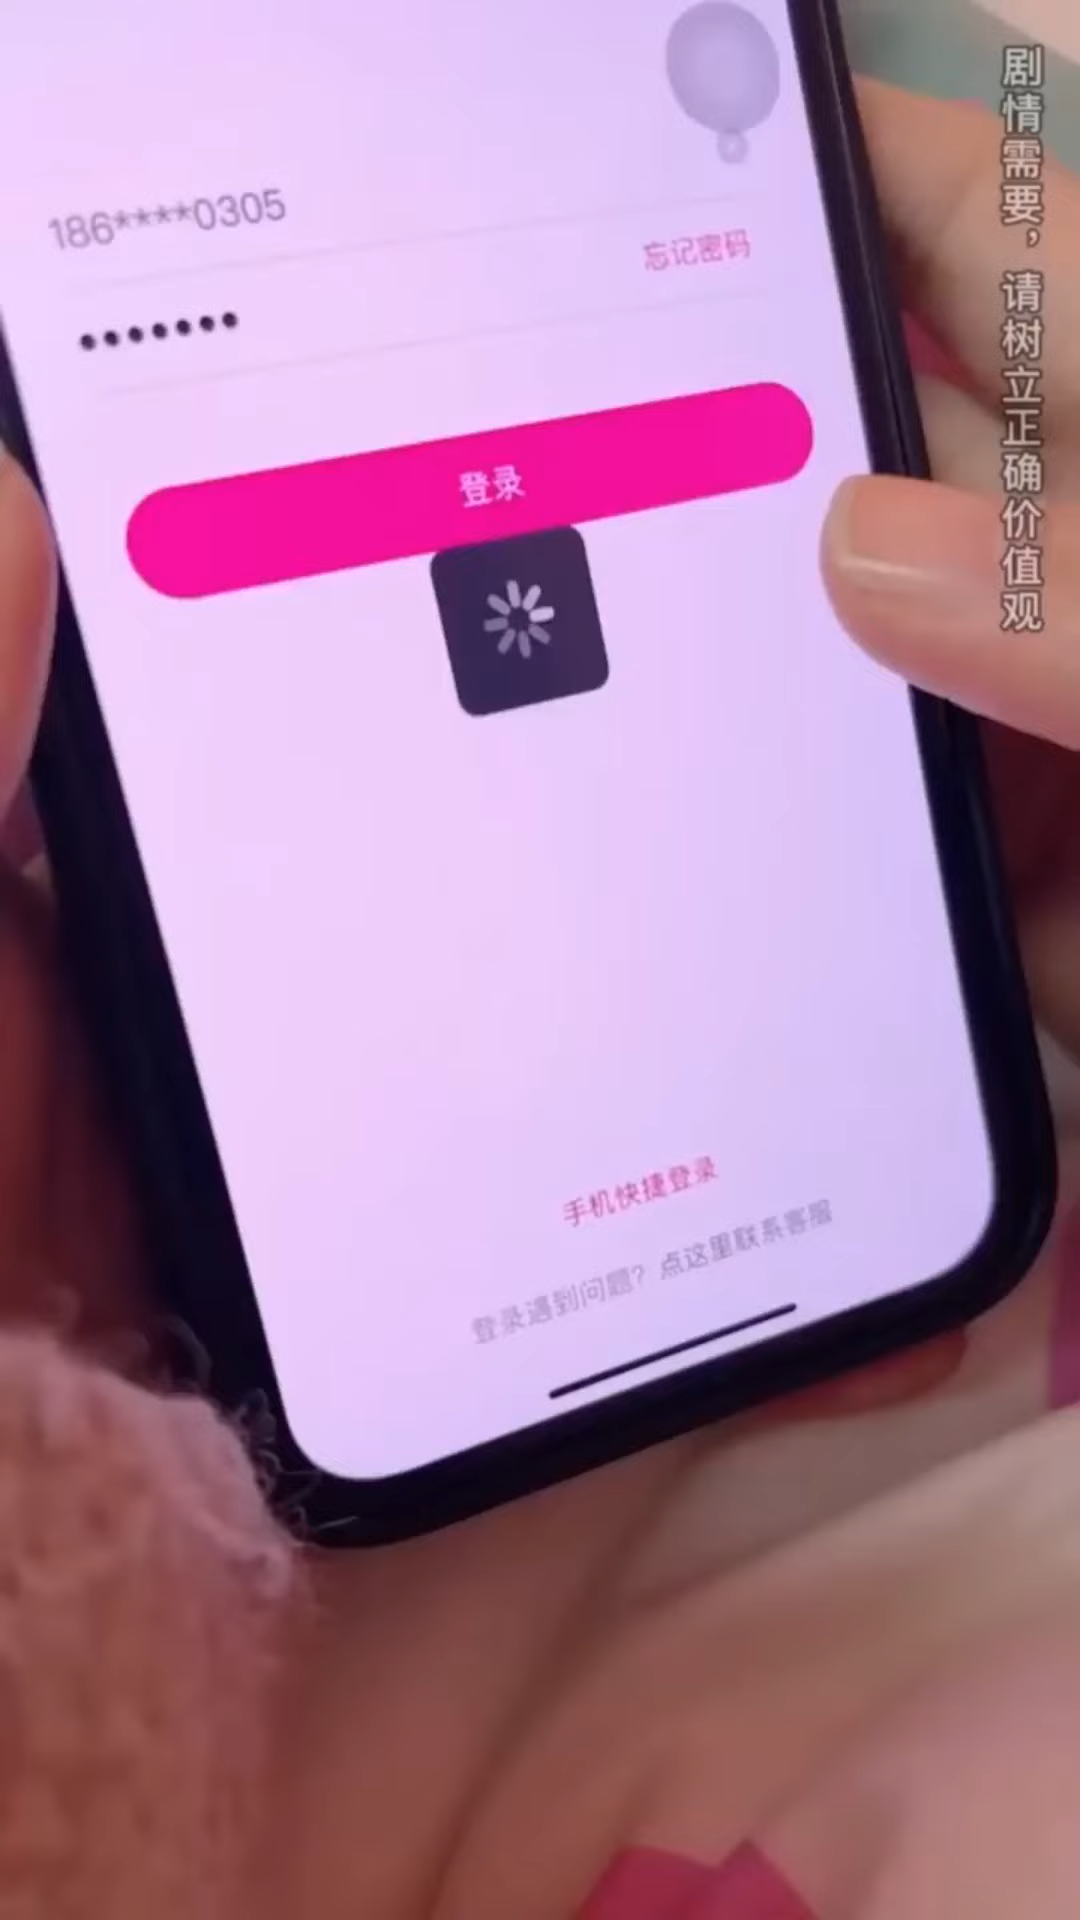 186****0305
忘记密码
•••••••
登录
手机快捷登录
登录遇到问题？点这里联系客服
剧情需要，请树立正确价值观